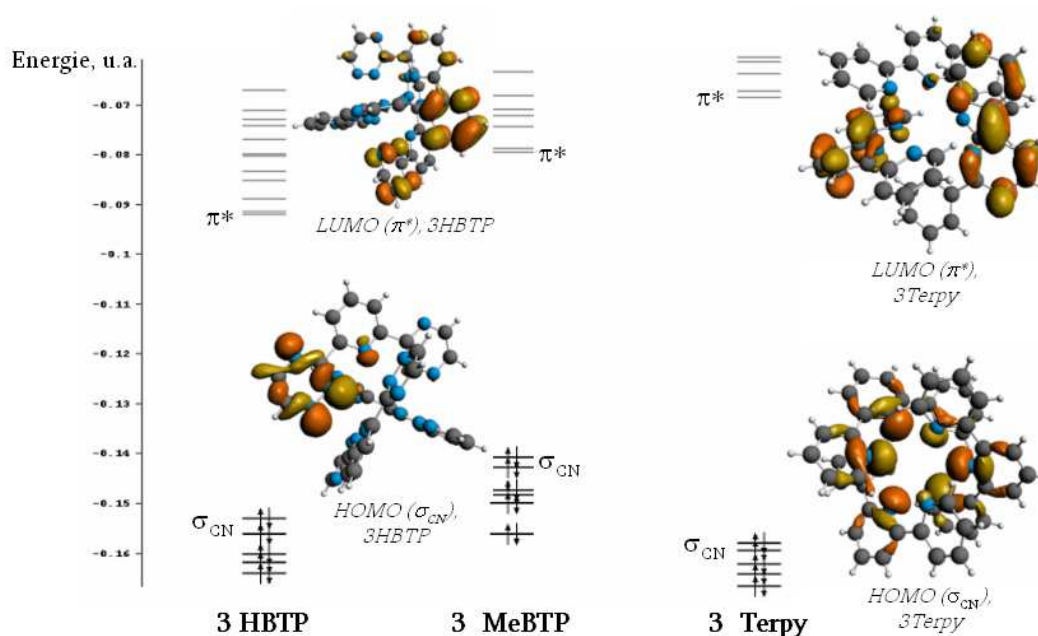 Energie, u.a.
-0.07
-0.08
-0.09
-0.1
-0.11
-0.12
-0.13
-0.14
-0.15
-0.16
π*
LUMO (π*), 3HBTP
π*
π*
LUMO (π*),
3Terpy
σCN
HOMO (σCN),
3HBTP
σCN
σCN
HOMO (σCN),
3Terpy
3 HBTP
3 MeBTP
3 Terpy